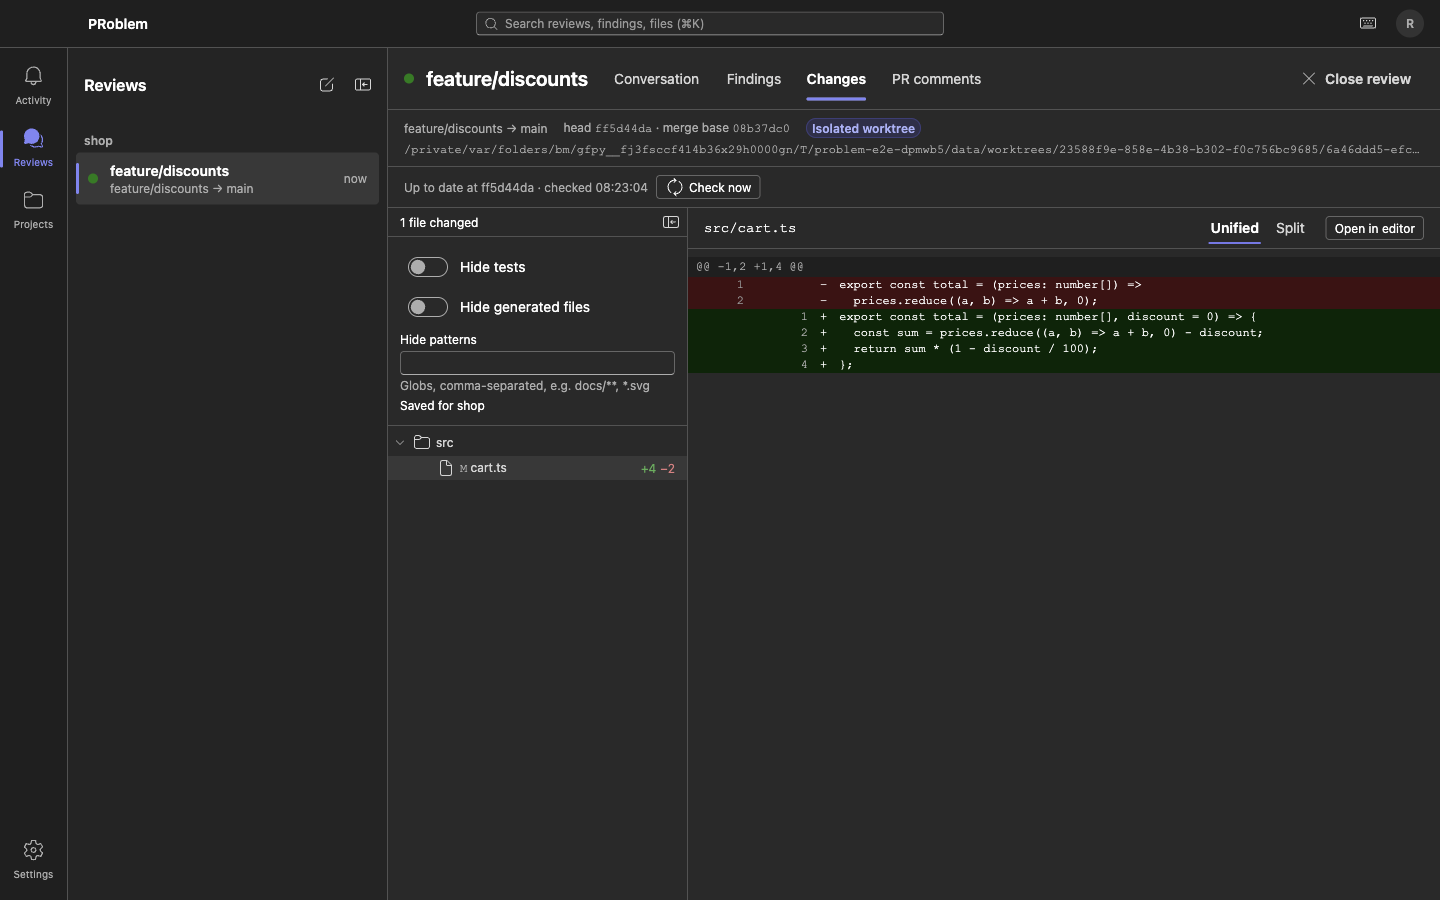 PRoblem
Search reviews, findings, files (⌘K)
R
Activity
Reviews
Projects
Settings
Reviews
shop
feature/discounts
feature/discounts → main
now
feature/discounts
Conversation
Findings
Changes
PR comments
Close review
feature/discounts → main head ff5d44da · merge base 08b37dc0 Isolated worktree
/private/var/folders/bm/gfpy__fj3fsccf414b36x29h0000gn/T/problem-e2e-dpmwb5/data/worktrees/23588f9e-858e-4b38-b302-f0c756bc9685/6a46ddd5-efc…
Up to date at ff5d44da · checked 08:23:04
Check now
1 file changed
Hide tests
Hide generated files
Hide patterns
Globs, comma-separated, e.g. docs/**, *.svg
Saved for shop
src
M cart.ts +4 −2
src/cart.ts
Unified
Split
Open in editor
@@ -1,2 +1,4 @@
1 - export const total = (prices: number[]) =>
2 - prices.reduce((a, b) => a + b, 0);
1 + export const total = (prices: number[], discount = 0) => {
2 + const sum = prices.reduce((a, b) => a + b, 0) - discount;
3 + return sum * (1 - discount / 100);
4 + };